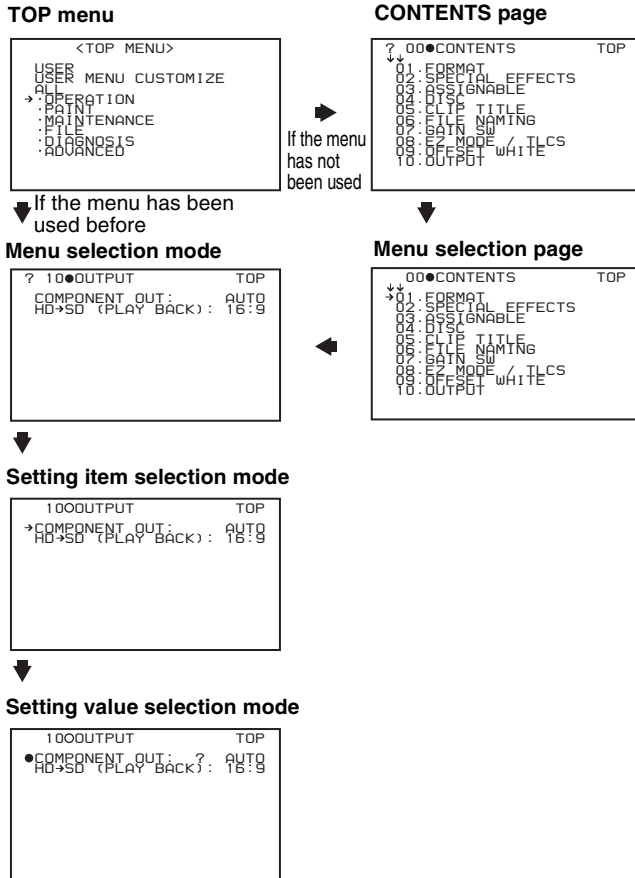 TOP menu
<TOP MENU>
USER
USER MENU CUSTOMIZE
ALL
→·OPERATION
·PAINT
·MAINTENANCE
·FILE
·DIAGNOSIS
·ADVANCED
If the menu
has not
been used
CONTENTS page
? 00●CONTENTS TOP
↓↓
01.FORMAT
02.SPECIAL EFFECTS
03.ASSIGNABLE
04.DISC
05.CLIP TITLE
06.FILE NAMING
07.GAIN SW
08.EZ MODE / TLCS
09.OFFSET WHITE
10.OUTPUT
If the menu has been
used before
Menu selection mode
? 10●OUTPUT TOP
COMPONENT OUT: AUTO
HD→SD (PLAY BACK): 16:9
Menu selection page
00●CONTENTS TOP
↓↓
→01.FORMAT
02.SPECIAL EFFECTS
03.ASSIGNABLE
04.DISC
05.CLIP TITLE
06.FILE NAMING
07.GAIN SW
08.EZ MODE / TLCS
09.OFFSET WHITE
10.OUTPUT
Setting item selection mode
10○OUTPUT TOP
→COMPONENT OUT: AUTO
HD→SD (PLAY BACK): 16:9
Setting value selection mode
10○OUTPUT TOP
●COMPONENT OUT: ? AUTO
HD→SD (PLAY BACK): 16:9